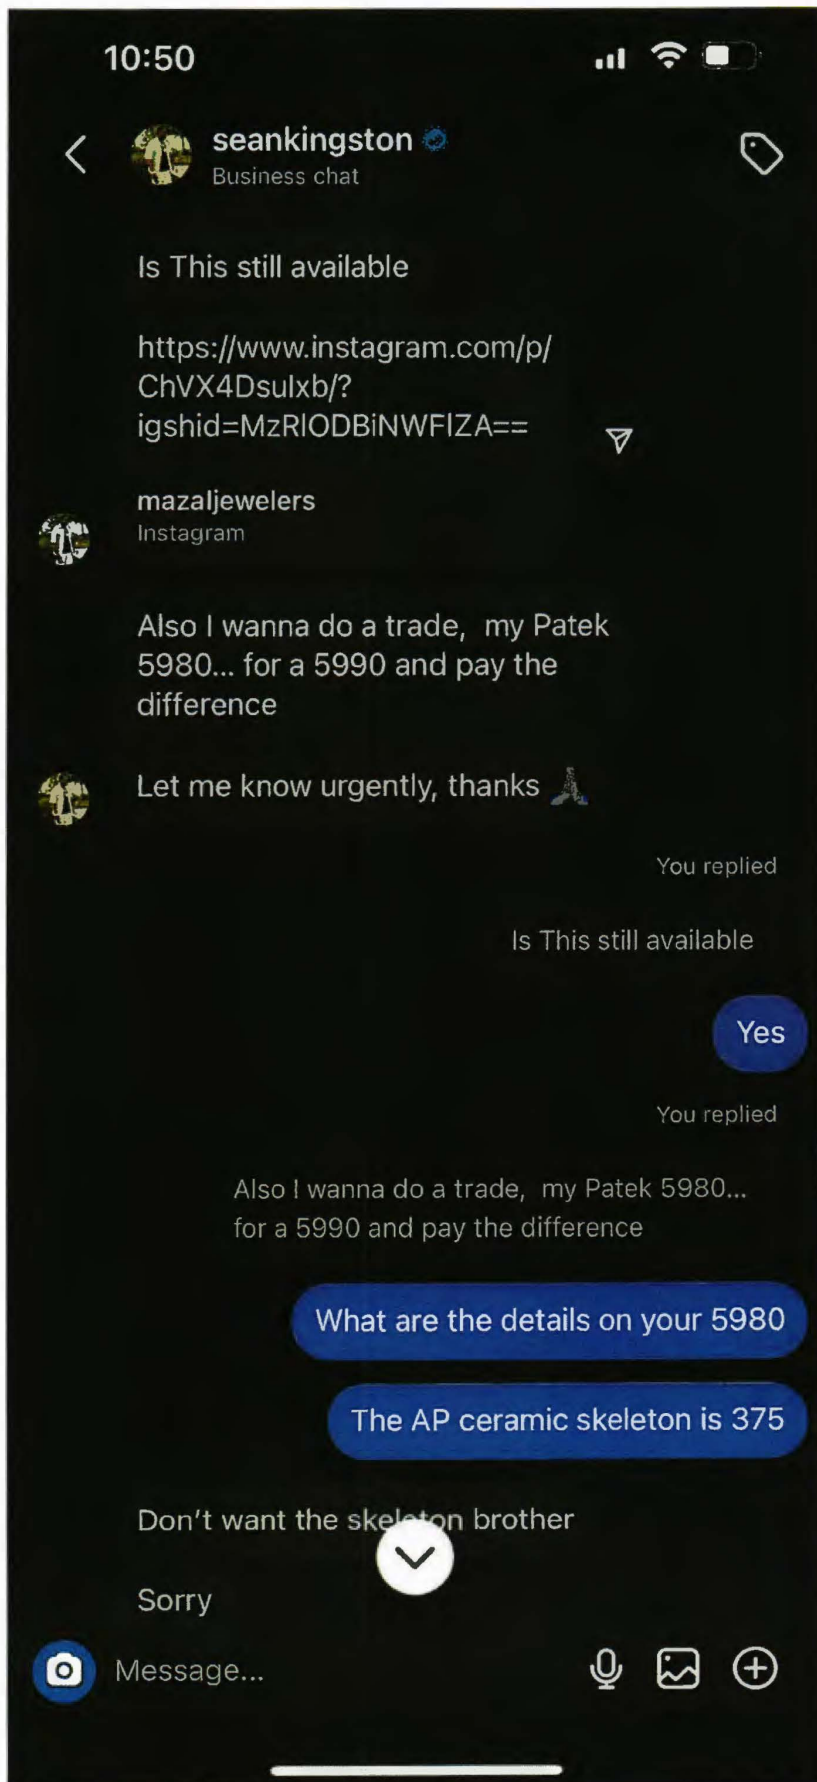 10:50
seankingston
Business chat
Is This still available
https://www.instagram.com/p/
ChVX4Dsulxb/?
igshid=MzRlODBiNWFlZA==
mazaljewelers
Instagram
Also I wanna do a trade, my Patek
5980... for a 5990 and pay the
difference
Let me know urgently, thanks 🙏
You replied
Is This still available
Yes
You replied
Also I wanna do a trade, my Patek 5980...
for a 5990 and pay the difference
What are the details on your 5980
The AP ceramic skeleton is 375
Don't want the skeleton brother
Sorry
Message...